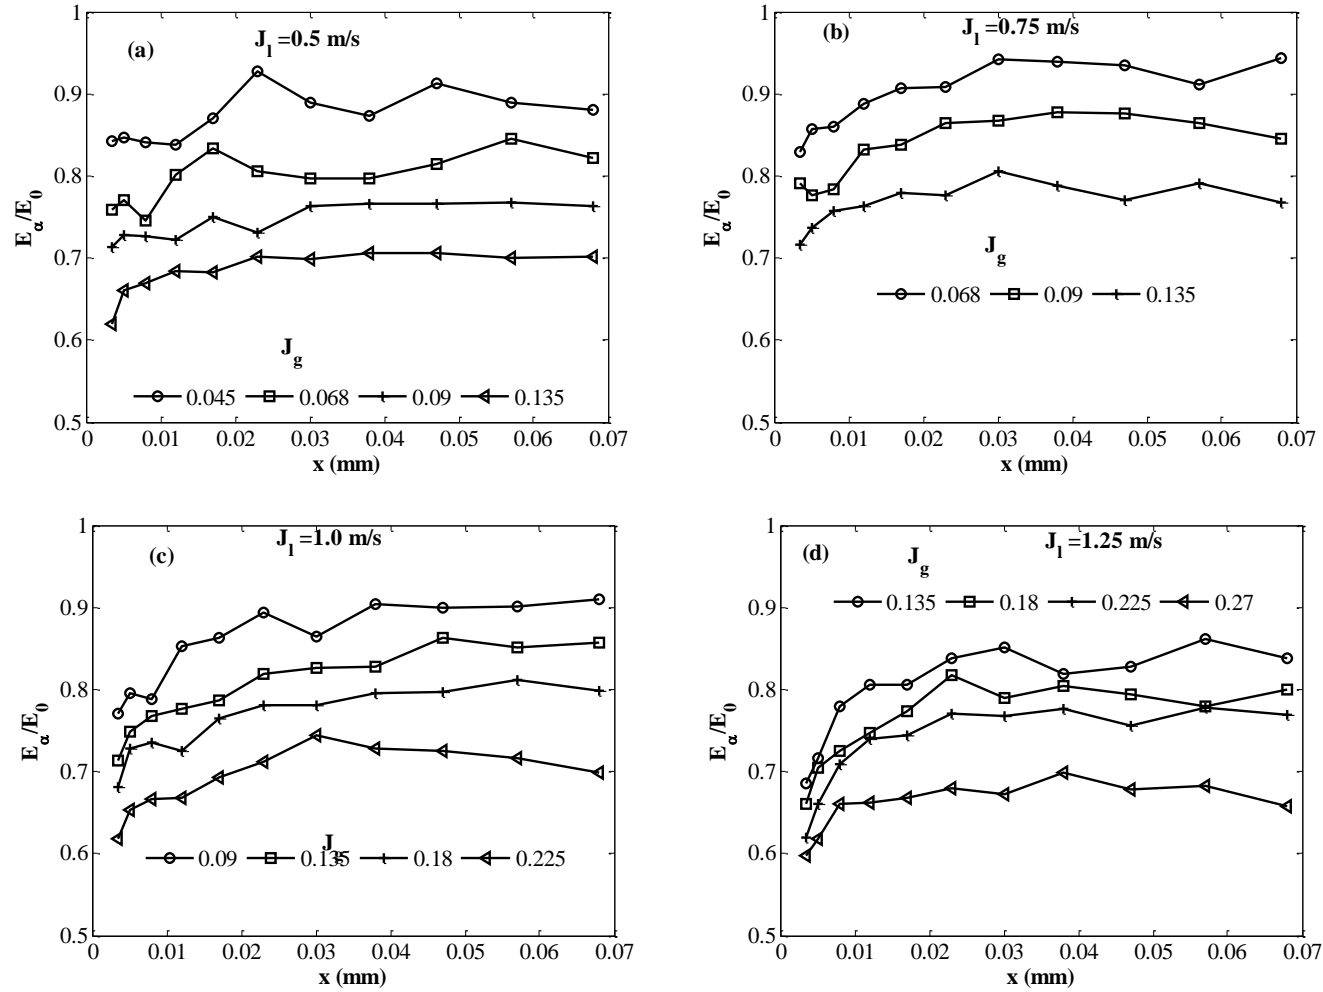 (a)
J_l =0.5 m/s
1
0.9
0.8
0.7
0.6
0.5
E_α/E_0
J_g
0.045 0.068 0.09 0.135
0 0.01 0.02 0.03 0.04 0.05 0.06 0.07
x (mm)
(b)
J_l =0.75 m/s
1
0.9
0.8
0.7
0.6
0.5
E_α/E_0
J_g
0.068 0.09 0.135
0 0.01 0.02 0.03 0.04 0.05 0.06 0.07
x (mm)
(c)
J_l =1.0 m/s
1
0.9
0.8
0.7
0.6
0.5
E_α/E_0
J_g
0.09 0.135 0.18 0.225
0 0.01 0.02 0.03 0.04 0.05 0.06 0.07
x (mm)
(d)
J_l =1.25 m/s
J_g
0.135 0.18 0.225 0.27
1
0.9
0.8
0.7
0.6
0.5
E_α/E_0
0 0.01 0.02 0.03 0.04 0.05 0.06 0.07
x (mm)